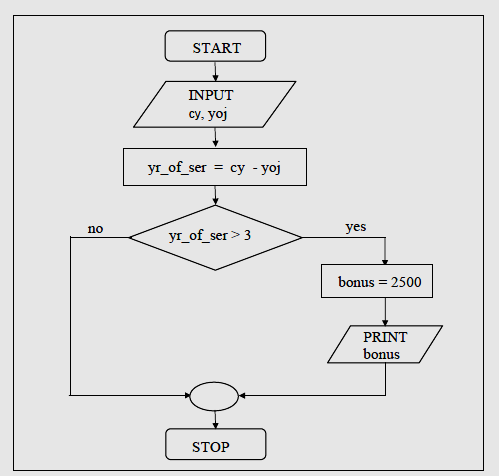 START
INPUT
cy, yoj
yr_of_ser = cy - yoj
no
yr_of_ser > 3
yes
bonus = 2500
PRINT
bonus
STOP